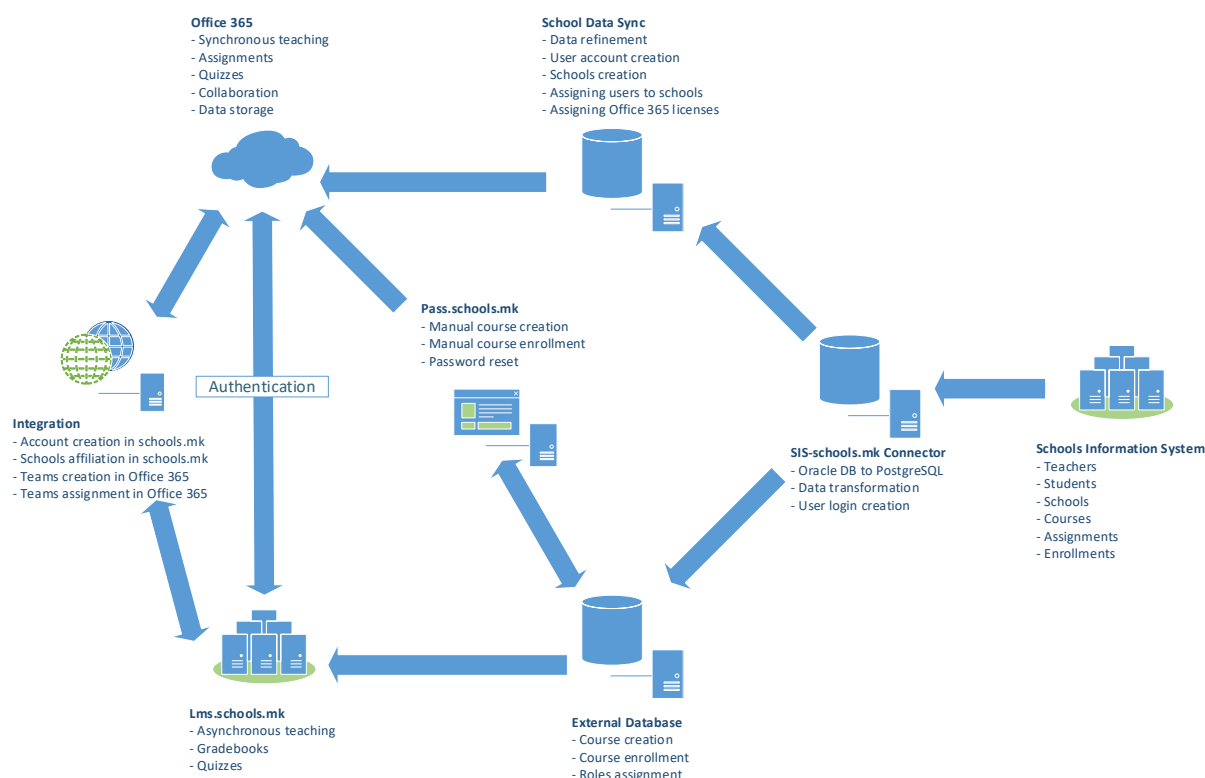 Office 365
- Synchronous teaching
- Assignments
- Quizzes
- Collaboration
- Data storage
School Data Sync
- Data refinement
- User account creation
- Schools creation
- Assigning users to schools
- Assigning Office 365 licenses
Pass.schools.mk
- Manual course creation
- Manual course enrollment
- Password reset
Authentication
Integration
- Account creation in schools.mk
- Schools affiliation in schools.mk
- Teams creation in Office 365
- Teams assignment in Office 365
SIS-schools.mk Connector
- Oracle DB to PostgreSQL
- Data transformation
- User login creation
Schools Information System
- Teachers
- Students
- Schools
- Courses
- Assignments
- Enrollments
Lms.schools.mk
- Asynchronous teaching
- Gradebooks
- Quizzes
External Database
- Course creation
- Course enrollment
- Roles assignment